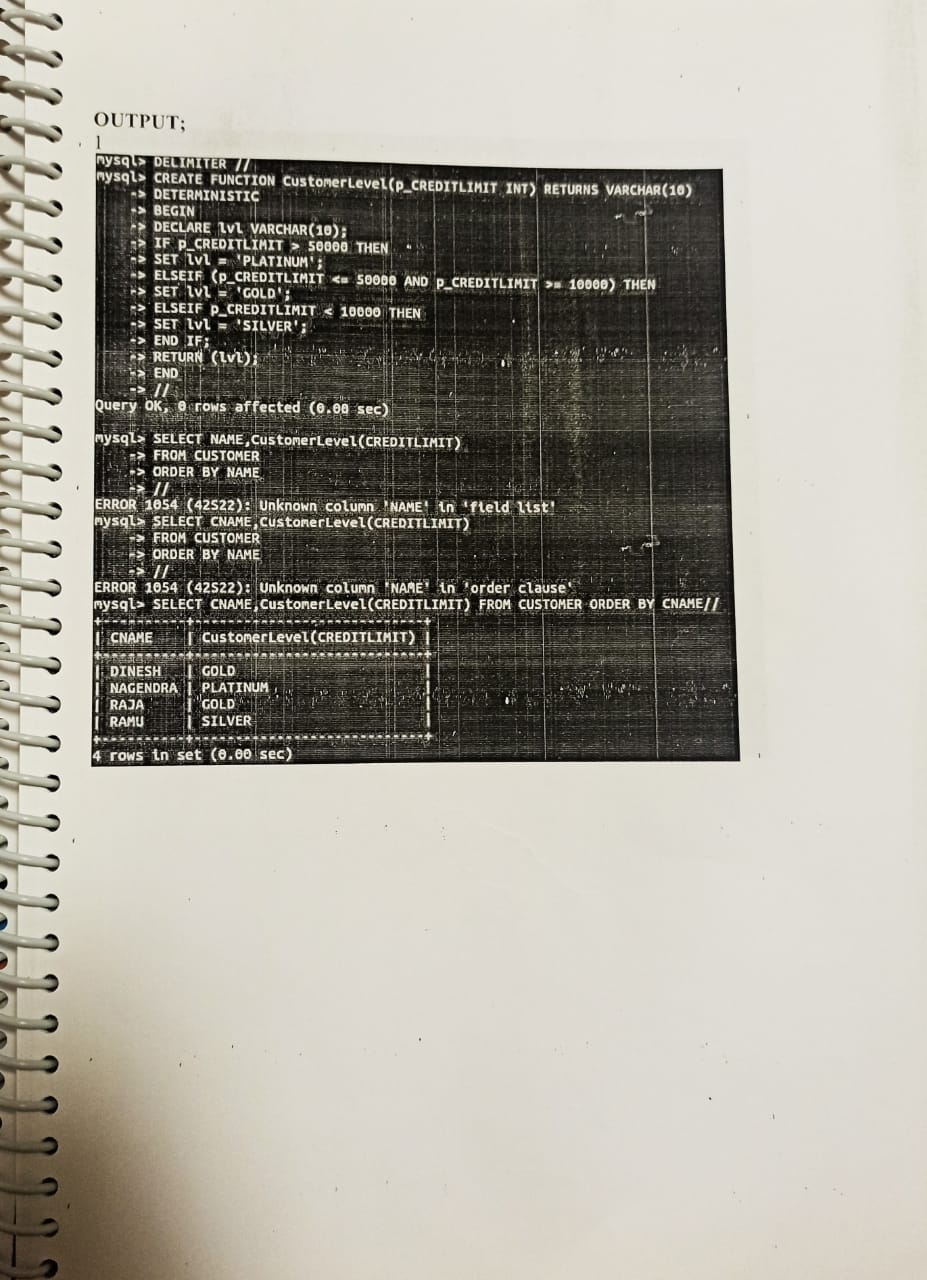 OUTPUT;
1
mysql> DELIMITER //
mysql> CREATE FUNCTION CustomerLevel(p_CREDITLIMIT INT) RETURNS VARCHAR(10)
-> DETERMINISTIC
-> BEGIN
-> DECLARE lvl VARCHAR(10);
-> IF p_CREDITLIMIT > 50000 THEN
-> SET lvl = 'PLATINUM';
-> ELSEIF (p_CREDITLIMIT <= 50000 AND p_CREDITLIMIT >= 10000) THEN
-> SET lvl = 'GOLD';
-> ELSEIF p_CREDITLIMIT < 10000 THEN
-> SET lvl = 'SILVER';
-> END IF;
-> RETURN (lvl);
-> END
-> //
Query OK, 0 rows affected (0.00 sec)
mysql> SELECT NAME,CustomerLevel(CREDITLIMIT)
-> FROM CUSTOMER
-> ORDER BY NAME
-> //
ERROR 1054 (42S22): Unknown column 'NAME' in 'field list'
mysql> SELECT CNAME,CustomerLevel(CREDITLIMIT)
-> FROM CUSTOMER
-> ORDER BY NAME
-> //
ERROR 1054 (42S22): Unknown column 'NAME' in 'order clause'
mysql> SELECT CNAME,CustomerLevel(CREDITLIMIT) FROM CUSTOMER ORDER BY CNAME//
| CNAME | CustomerLevel(CREDITLIMIT) |
| DINESH | GOLD |
| NAGENDRA | PLATINUM |
| RAJA | GOLD |
| RAMU | SILVER |
4 rows in set (0.00 sec)